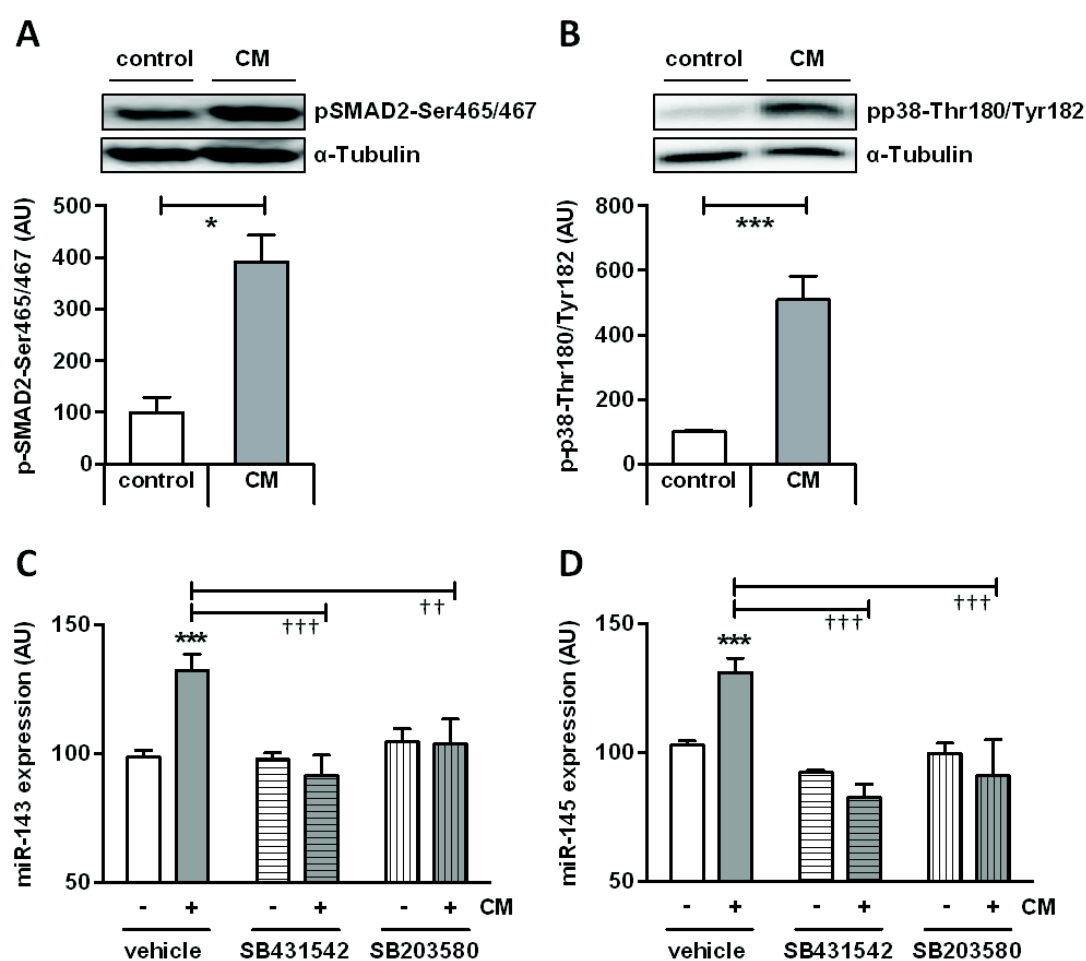 A
control CM
pSMAD2-Ser465/467
α-Tubulin
p-SMAD2-Ser465/467 (AU)
500
400
300
200
100
0
*
control CM
B
control CM
pp38-Thr180/Tyr182
α-Tubulin
p-p38-Thr180/Tyr182 (AU)
800
600
400
200
0
***
control CM
C
miR-143 expression (AU)
150
100
50
***
†††
††
- + - + - + CM
vehicle SB431542 SB203580
D
miR-145 expression (AU)
150
100
50
***
†††
†††
- + - + - + CM
vehicle SB431542 SB203580